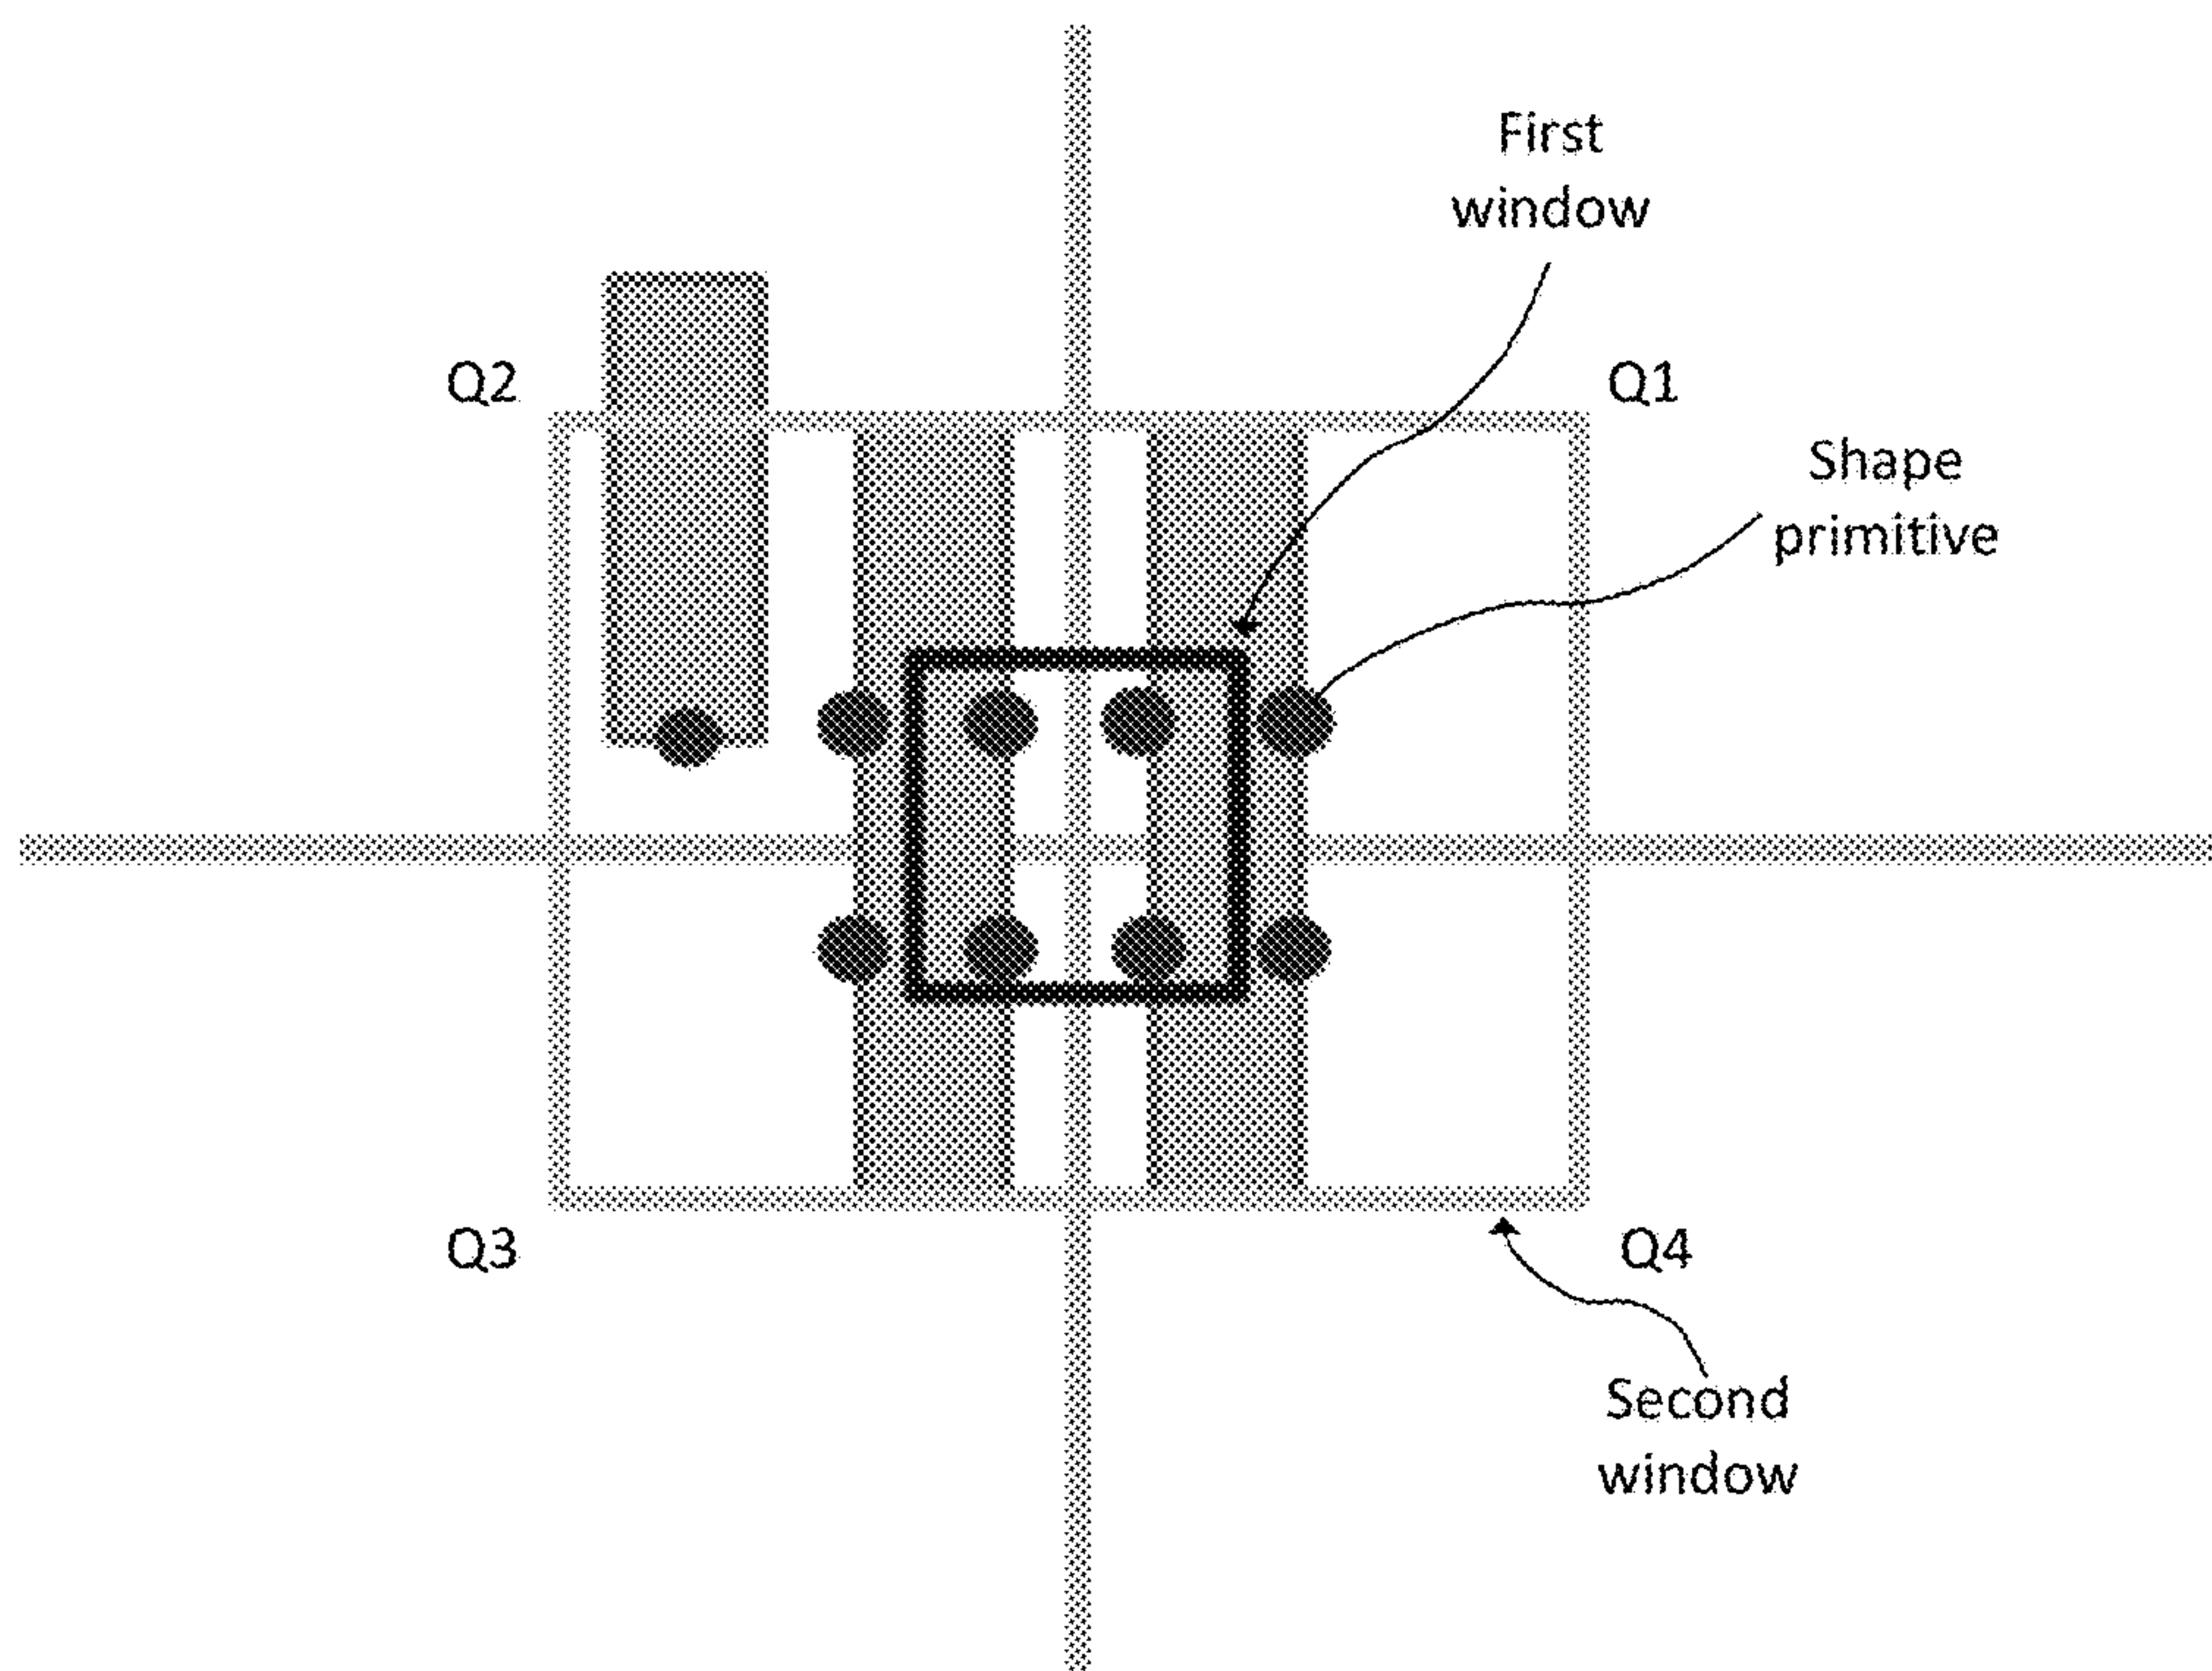 First
window
Q2
Q1
Shape
primitive
Q3
Q4
Second
window